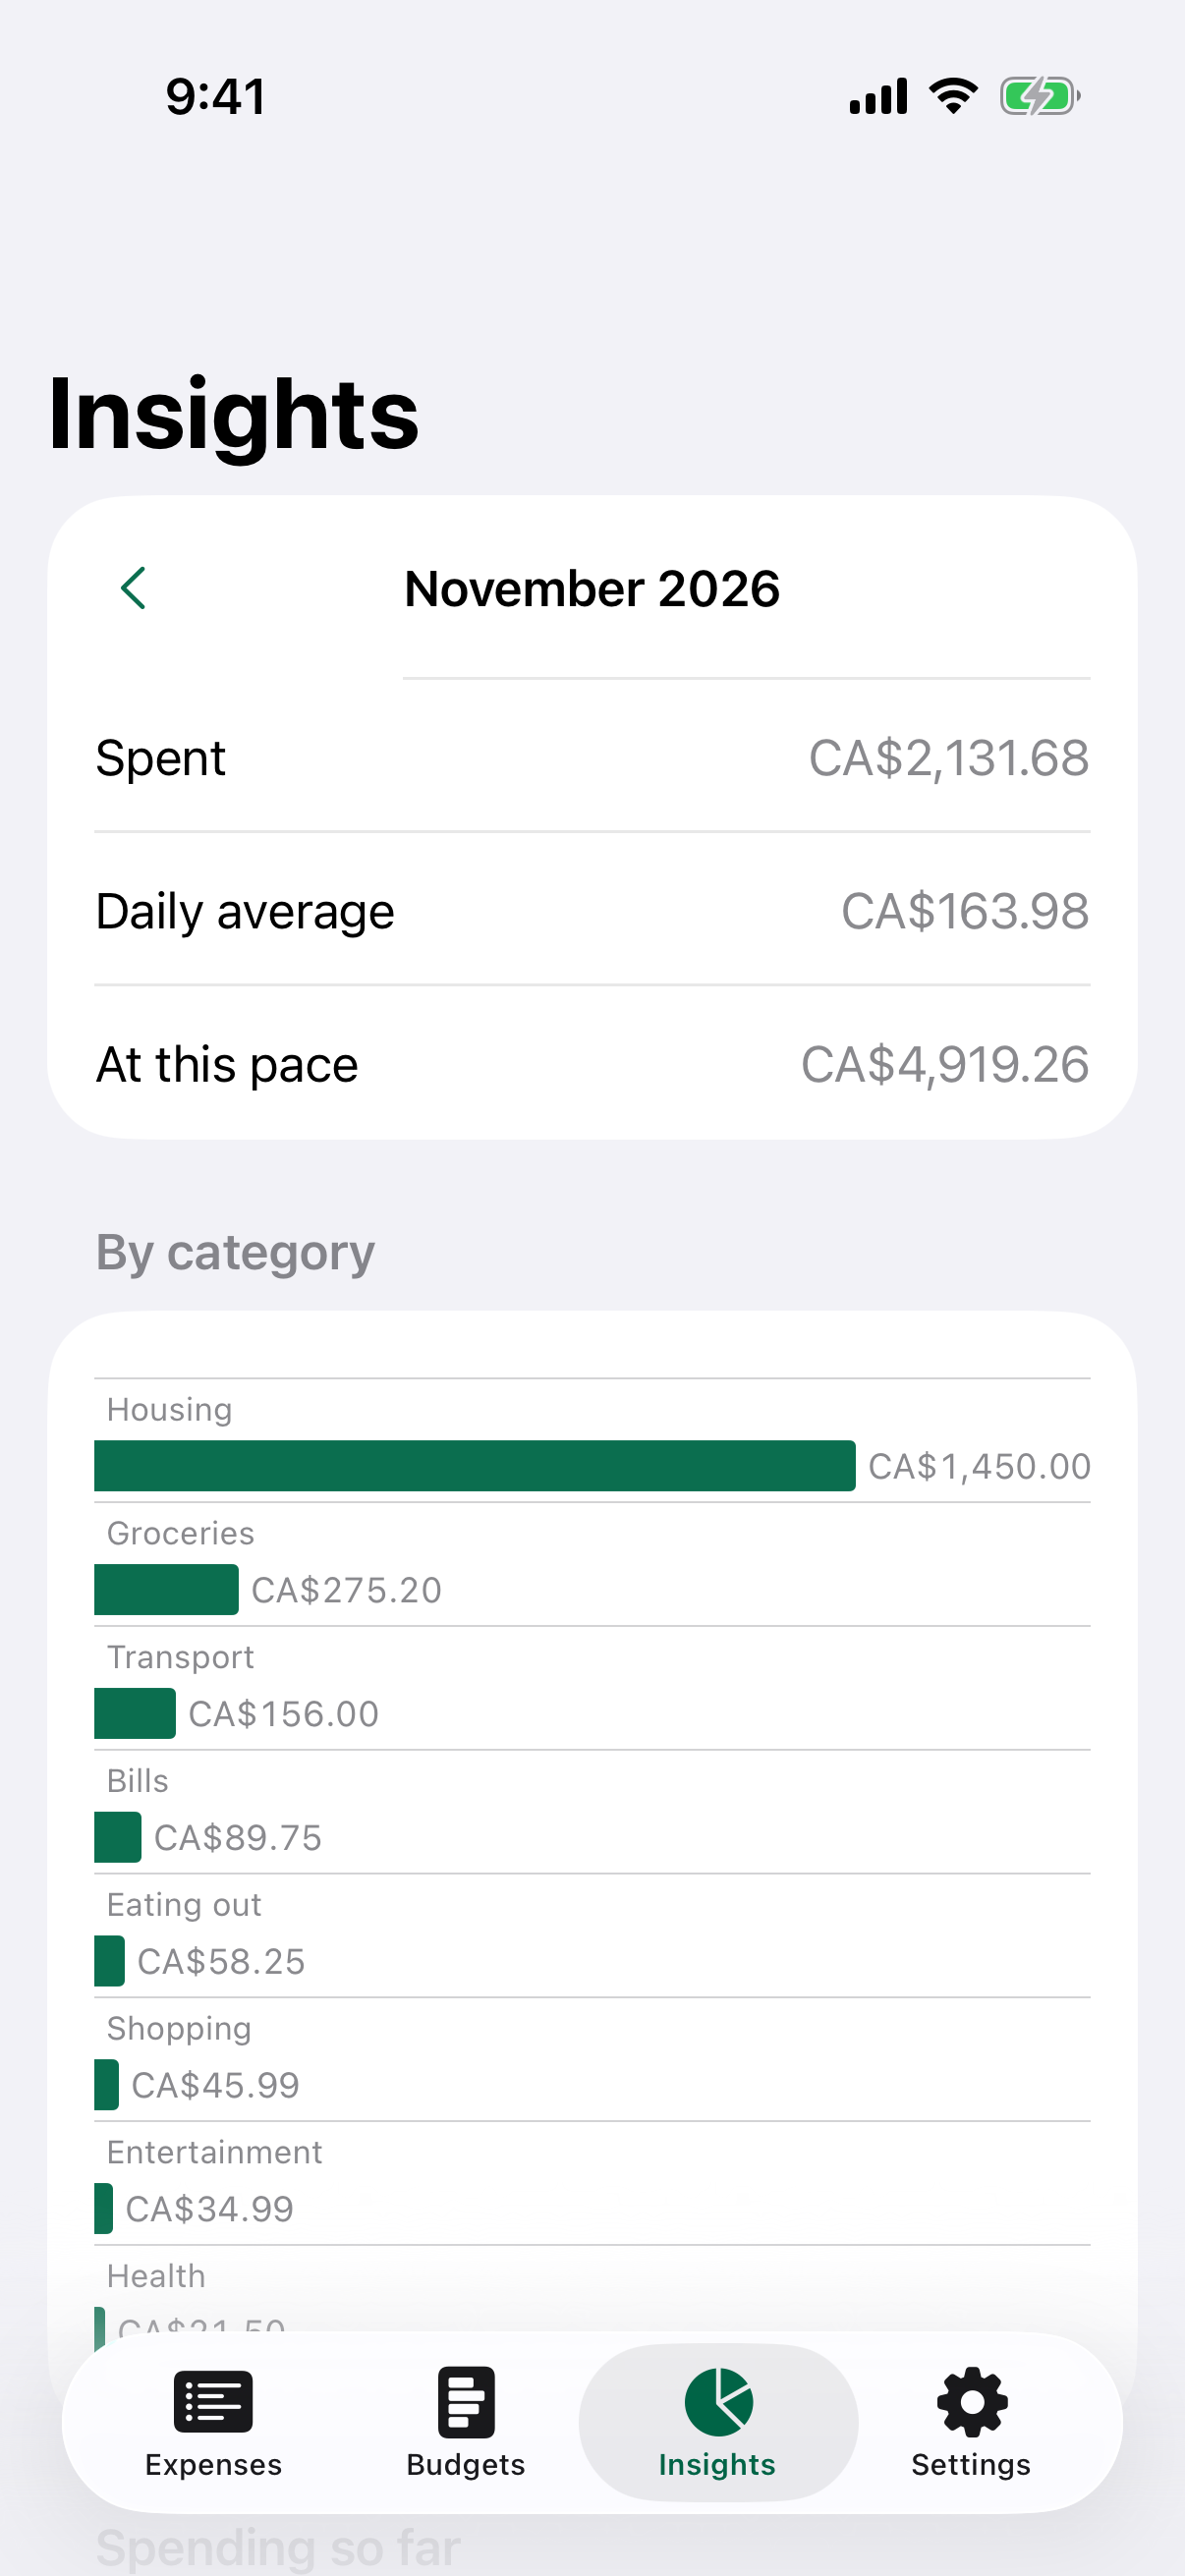 9:41
Insights
November 2026
Spent CA$2,131.68
Daily average CA$163.98
At this pace CA$4,919.26
By category
Housing
CA$1,450.00
Groceries
CA$275.20
Transport
CA$156.00
Bills
CA$89.75
Eating out
CA$58.25
Shopping
CA$45.99
Entertainment
CA$34.99
Health
CA$21.50
Expenses Budgets Insights Settings
Spending so far